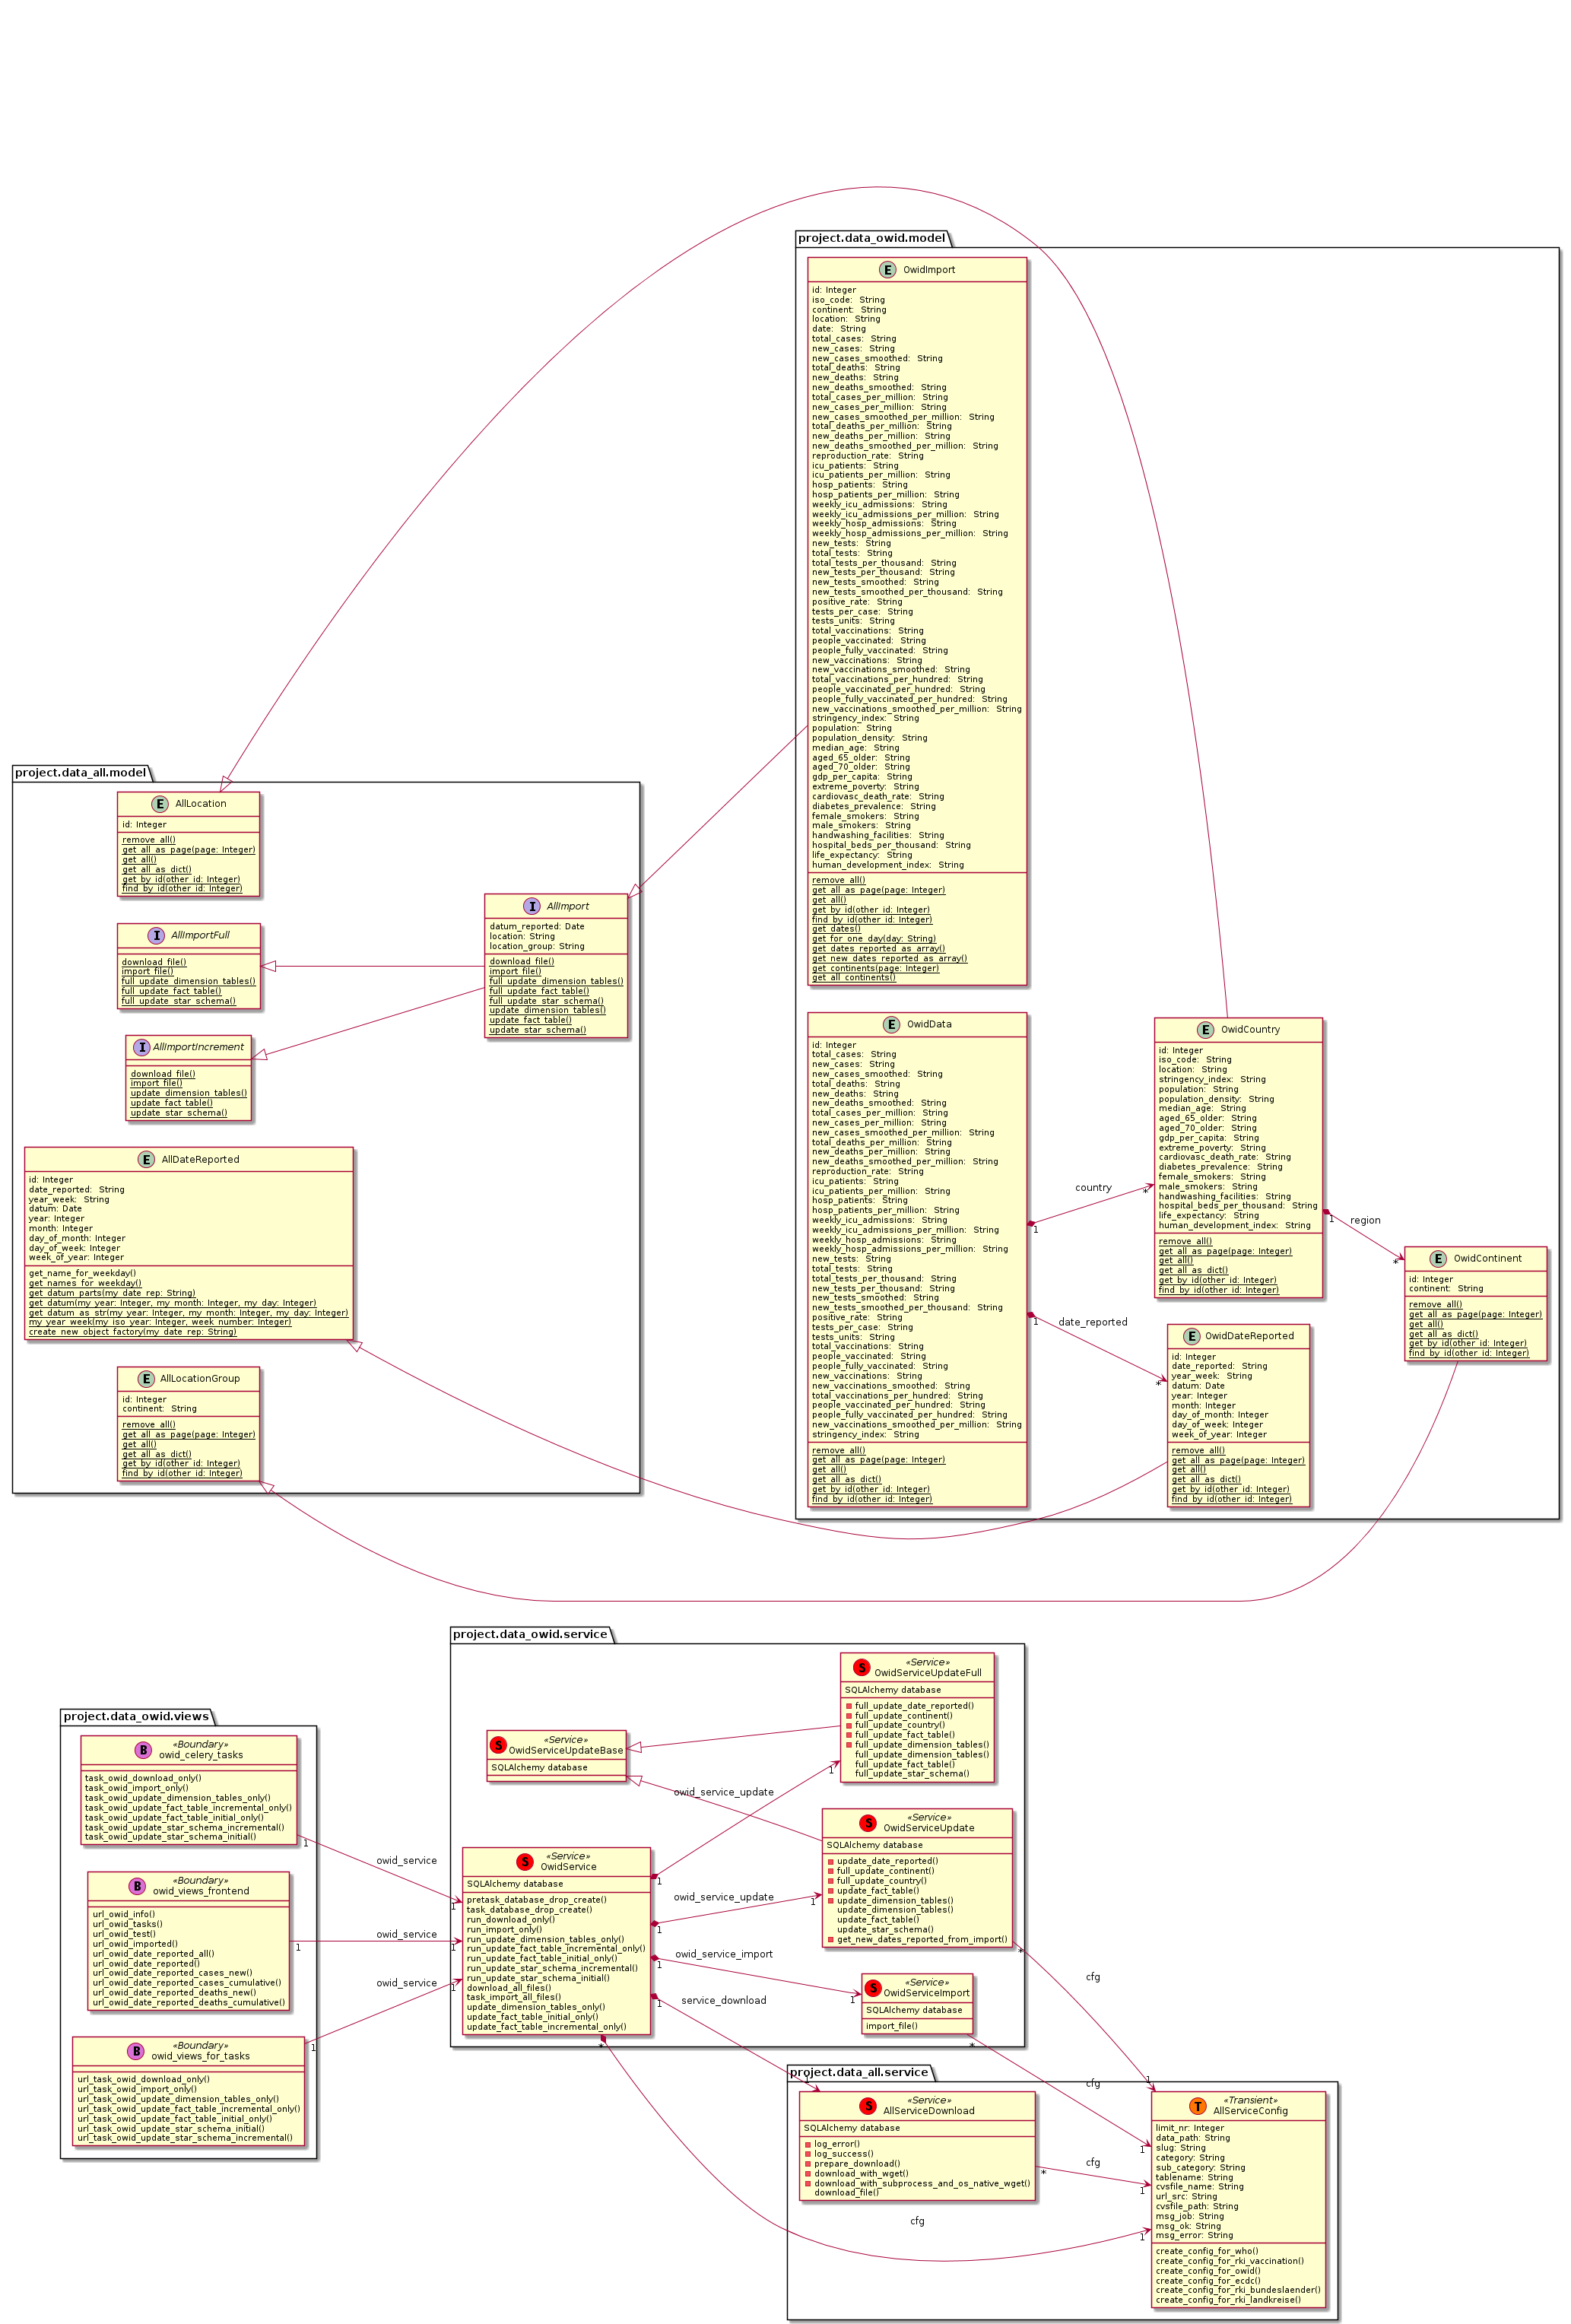 project.data_owid.model
OwidImport
id: Integer
iso_code:  String
continent:  String
location:  String
date:  String
total_cases:  String
new_cases:  String
new_cases_smoothed:  String
total_deaths:  String
new_deaths:  String
new_deaths_smoothed:  String
total_cases_per_million:  String
new_cases_per_million:  String
new_cases_smoothed_per_million:  String
total_deaths_per_million:  String
new_deaths_per_million:  String
new_deaths_smoothed_per_million:  String
reproduction_rate:  String
icu_patients:  String
icu_patients_per_million:  String
hosp_patients:  String
hosp_patients_per_million:  String
weekly_icu_admissions:  String
weekly_icu_admissions_per_million:  String
weekly_hosp_admissions:  String
weekly_hosp_admissions_per_million:  String
new_tests:  String
total_tests:  String
total_tests_per_thousand:  String
new_tests_per_thousand:  String
new_tests_smoothed:  String
new_tests_smoothed_per_thousand:  String
positive_rate:  String
tests_per_case:  String
tests_units:  String
total_vaccinations:  String
people_vaccinated:  String
people_fully_vaccinated:  String
new_vaccinations:  String
new_vaccinations_smoothed:  String
total_vaccinations_per_hundred:  String
people_vaccinated_per_hundred:  String
people_fully_vaccinated_per_hundred:  String
new_vaccinations_smoothed_per_million:  String
stringency_index:  String
population:  String
population_density:  String
median_age:  String
aged_65_older:  String
aged_70_older:  String
gdp_per_capita:  String
extreme_poverty:  String
cardiovasc_death_rate:  String
diabetes_prevalence:  String
female_smokers:  String
male_smokers:  String
handwashing_facilities:  String
hospital_beds_per_thousand:  String
life_expectancy:  String
human_development_index:  String
remove_all()
get_all_as_page(page: Integer)
get_all()
get_by_id(other_id: Integer)
find_by_id(other_id: Integer)
get_dates()
get_for_one_day(day: String)
get_dates_reported_as_array()
get_new_dates_reported_as_array()
get_continents(page: Integer)
get_all_continents()
project.data_all.model
AllLocation
id: Integer
remove_all()
get_all_as_page(page: Integer)
get_all()
get_all_as_dict()
get_by_id(other_id: Integer)
find_by_id(other_id: Integer)
AllImportFull
download_file()
import_file()
full_update_dimension_tables()
full_update_fact_table()
full_update_star_schema()
AllImport
datum_reported: Date
location: String
location_group: String
download_file()
import_file()
full_update_dimension_tables()
full_update_fact_table()
full_update_star_schema()
update_dimension_tables()
update_fact_table()
update_star_schema()
AllImportIncrement
download_file()
import_file()
update_dimension_tables()
update_fact_table()
update_star_schema()
AllDateReported
id: Integer
date_reported:  String
year_week:  String
datum: Date
year: Integer
month: Integer
day_of_month: Integer
day_of_week: Integer
week_of_year: Integer
get_name_for_weekday()
get_names_for_weekday()
get_datum_parts(my_date_rep: String)
get_datum(my_year: Integer, my_month: Integer, my_day: Integer)
get_datum_as_str(my_year: Integer, my_month: Integer, my_day: Integer)
my_year_week(my_iso_year: Integer, week_number: Integer)
create_new_object_factory(my_date_rep: String)
AllLocationGroup
id: Integer
continent:  String
remove_all()
get_all_as_page(page: Integer)
get_all()
get_all_as_dict()
get_by_id(other_id: Integer)
find_by_id(other_id: Integer)
OwidData
id: Integer
total_cases:  String
new_cases:  String
new_cases_smoothed:  String
total_deaths:  String
new_deaths:  String
new_deaths_smoothed:  String
total_cases_per_million:  String
new_cases_per_million:  String
new_cases_smoothed_per_million:  String
total_deaths_per_million:  String
new_deaths_per_million:  String
new_deaths_smoothed_per_million:  String
reproduction_rate:  String
icu_patients:  String
icu_patients_per_million:  String
hosp_patients:  String
hosp_patients_per_million:  String
weekly_icu_admissions:  String
weekly_icu_admissions_per_million:  String
weekly_hosp_admissions:  String
weekly_hosp_admissions_per_million:  String
new_tests:  String
total_tests:  String
total_tests_per_thousand:  String
new_tests_per_thousand:  String
new_tests_smoothed:  String
new_tests_smoothed_per_thousand:  String
positive_rate:  String
tests_per_case:  String
tests_units:  String
total_vaccinations:  String
people_vaccinated:  String
people_fully_vaccinated:  String
new_vaccinations:  String
new_vaccinations_smoothed:  String
total_vaccinations_per_hundred:  String
people_vaccinated_per_hundred:  String
people_fully_vaccinated_per_hundred:  String
new_vaccinations_smoothed_per_million:  String
stringency_index:  String
remove_all()
get_all_as_page(page: Integer)
get_all()
get_all_as_dict()
get_by_id(other_id: Integer)
find_by_id(other_id: Integer)
country
1
*
date_reported
1
*
OwidCountry
id: Integer
iso_code:  String
location:  String
stringency_index:  String
population:  String
population_density:  String
median_age:  String
aged_65_older:  String
aged_70_older:  String
gdp_per_capita:  String
extreme_poverty:  String
cardiovasc_death_rate:  String
diabetes_prevalence:  String
female_smokers:  String
male_smokers:  String
handwashing_facilities:  String
hospital_beds_per_thousand:  String
life_expectancy:  String
human_development_index:  String
remove_all()
get_all_as_page(page: Integer)
get_all()
get_all_as_dict()
get_by_id(other_id: Integer)
find_by_id(other_id: Integer)
region
1
*
OwidContinent
id: Integer
continent:  String
remove_all()
get_all_as_page(page: Integer)
get_all()
get_all_as_dict()
get_by_id(other_id: Integer)
find_by_id(other_id: Integer)
OwidDateReported
id: Integer
date_reported:  String
year_week:  String
datum: Date
year: Integer
month: Integer
day_of_month: Integer
day_of_week: Integer
week_of_year: Integer
remove_all()
get_all_as_page(page: Integer)
get_all()
get_all_as_dict()
get_by_id(other_id: Integer)
find_by_id(other_id: Integer)
project.data_owid.service
«Service»
OwidServiceUpdateFull
SQLAlchemy database
full_update_date_reported()
full_update_continent()
full_update_country()
full_update_fact_table()
full_update_dimension_tables()
full_update_dimension_tables()
full_update_fact_table()
full_update_star_schema()
«Service»
OwidServiceUpdateBase
SQLAlchemy database
owid_service_update
1
1
«Service»
OwidServiceUpdate
SQLAlchemy database
update_date_reported()
full_update_continent()
full_update_country()
update_fact_table()
update_dimension_tables()
update_dimension_tables()
update_fact_table()
update_star_schema()
get_new_dates_reported_from_import()
«Service»
OwidService
SQLAlchemy database
pretask_database_drop_create()
task_database_drop_create()
run_download_only()
run_import_only()
run_update_dimension_tables_only()
run_update_fact_table_incremental_only()
run_update_fact_table_initial_only()
run_update_star_schema_incremental()
run_update_star_schema_initial()
download_all_files()
task_import_all_files()
update_dimension_tables_only()
update_fact_table_initial_only()
update_fact_table_incremental_only()
owid_service_update
1
1
owid_service_import
1
1
service_download
1
1
«Service»
OwidServiceImport
SQLAlchemy database
import_file()
project.data_owid.views
«Boundary»
owid_celery_tasks
task_owid_download_only()
task_owid_import_only()
task_owid_update_dimension_tables_only()
task_owid_update_fact_table_incremental_only()
task_owid_update_fact_table_initial_only()
task_owid_update_star_schema_incremental()
task_owid_update_star_schema_initial()
owid_service
1
1
«Boundary»
owid_views_frontend
url_owid_info()
url_owid_tasks()
url_owid_test()
url_owid_imported()
url_owid_date_reported_all()
url_owid_date_reported()
url_owid_date_reported_cases_new()
url_owid_date_reported_cases_cumulative()
url_owid_date_reported_deaths_new()
url_owid_date_reported_deaths_cumulative()
owid_service
1
1
«Boundary»
owid_views_for_tasks
url_task_owid_download_only()
url_task_owid_import_only()
url_task_owid_update_dimension_tables_only()
url_task_owid_update_fact_table_incremental_only()
url_task_owid_update_fact_table_initial_only()
url_task_owid_update_star_schema_initial()
url_task_owid_update_star_schema_incremental()
owid_service
1
1
project.data_all.service
«Service»
AllServiceDownload
SQLAlchemy database
log_error()
log_success()
prepare_download()
download_with_wget()
download_with_subprocess_and_os_native_wget()
download_file()
cfg
*
1
cfg
*
1
cfg
*
1
cfg
*
1
«Transient»
AllServiceConfig
limit_nr: Integer
data_path: String
slug: String
category: String
sub_category: String
tablename: String
cvsfile_name: String
url_src: String
cvsfile_path: String
msg_job: String
msg_ok: String
msg_error: String
create_config_for_who()
create_config_for_rki_vaccination()
create_config_for_owid()
create_config_for_ecdc()
create_config_for_rki_bundeslaender()
create_config_for_rki_landkreise()